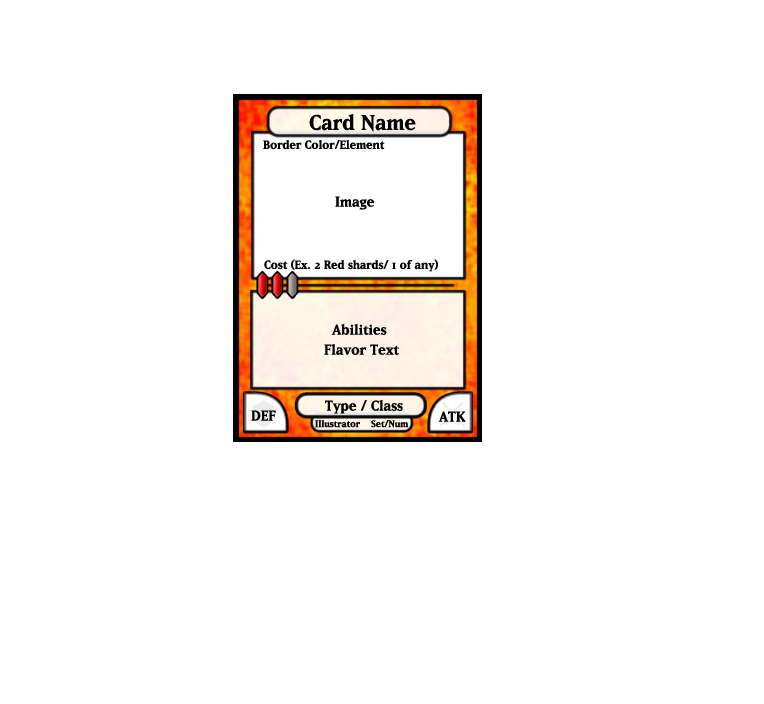 Card Name
Border Color/Element
Image
Cost (Ex. 2 Red shards/ 1 of any)
Abilities
Flavor Text
DEF
Type / Class
ATK
Illustrator Set/Num